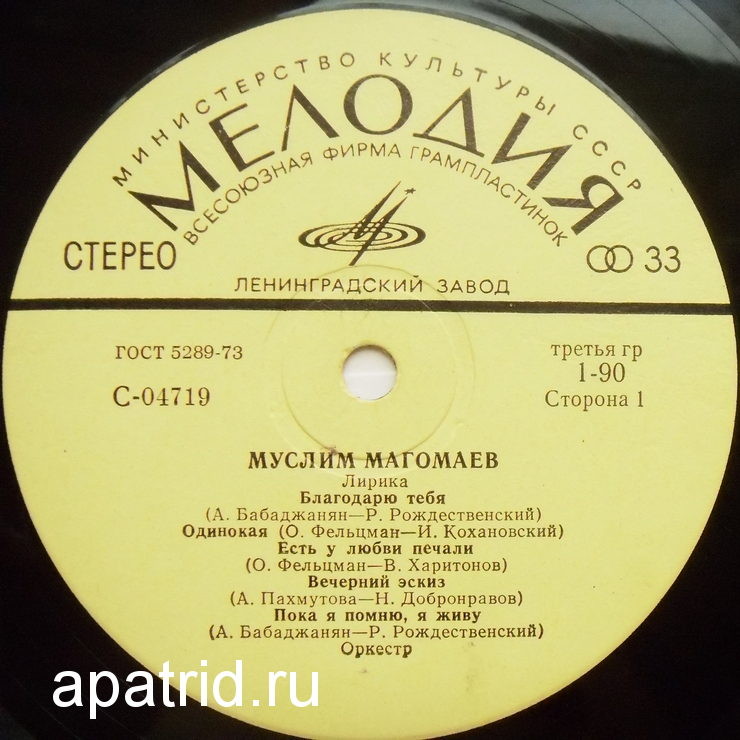 МИНИСТЕРСТВО КУЛЬТУРЫ СССР
МЕЛОДИЯ
ВСЕСОЮЗНАЯ ФИРМА ГРАМПЛАСТИНОК
СТЕРЕО
33
ЛЕНИНГРАДСКИЙ ЗАВОД
ГОСТ 5289-73
третья гр
С-04719
1-90
Сторона 1
МУСЛИМ МАГОМАЕВ
Лирика
Благодарю тебя
(А. Бабаджанян—Р. Рождественский)
Одинокая (О. Фельцман—И. Кохановский)
Есть у любви печали
(О. Фельцман—В. Харитонов)
Вечерний эскиз
(А. Пахмутова—Н. Добронравов)
Пока я помню, я живу
(А. Бабаджанян—Р. Рождественский)
Оркестр
apatrid.ru